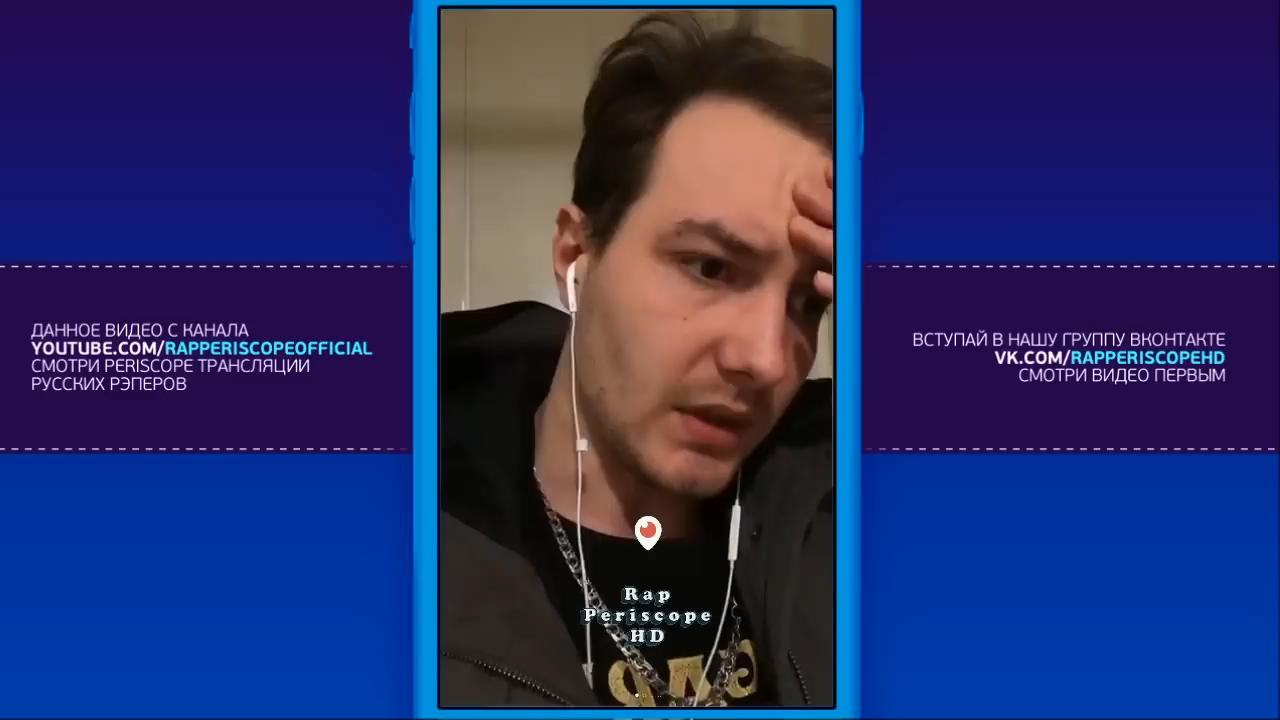 ДАННОЕ ВИДЕО С КАНАЛА
YOUTUBE.COM/RAPPERISCOPEOFFICIAL
СМОТРИ PERISCOPE ТРАНСЛЯЦИИ
РУССКИХ РЭПЕРОВ
Rap
Periscope
HD
ВСТУПАЙ В НАШУ ГРУППУ ВКОНТАКТЕ
VK.COM/RAPPERISCOPEHD
СМОТРИ ВИДЕО ПЕРВЫМ